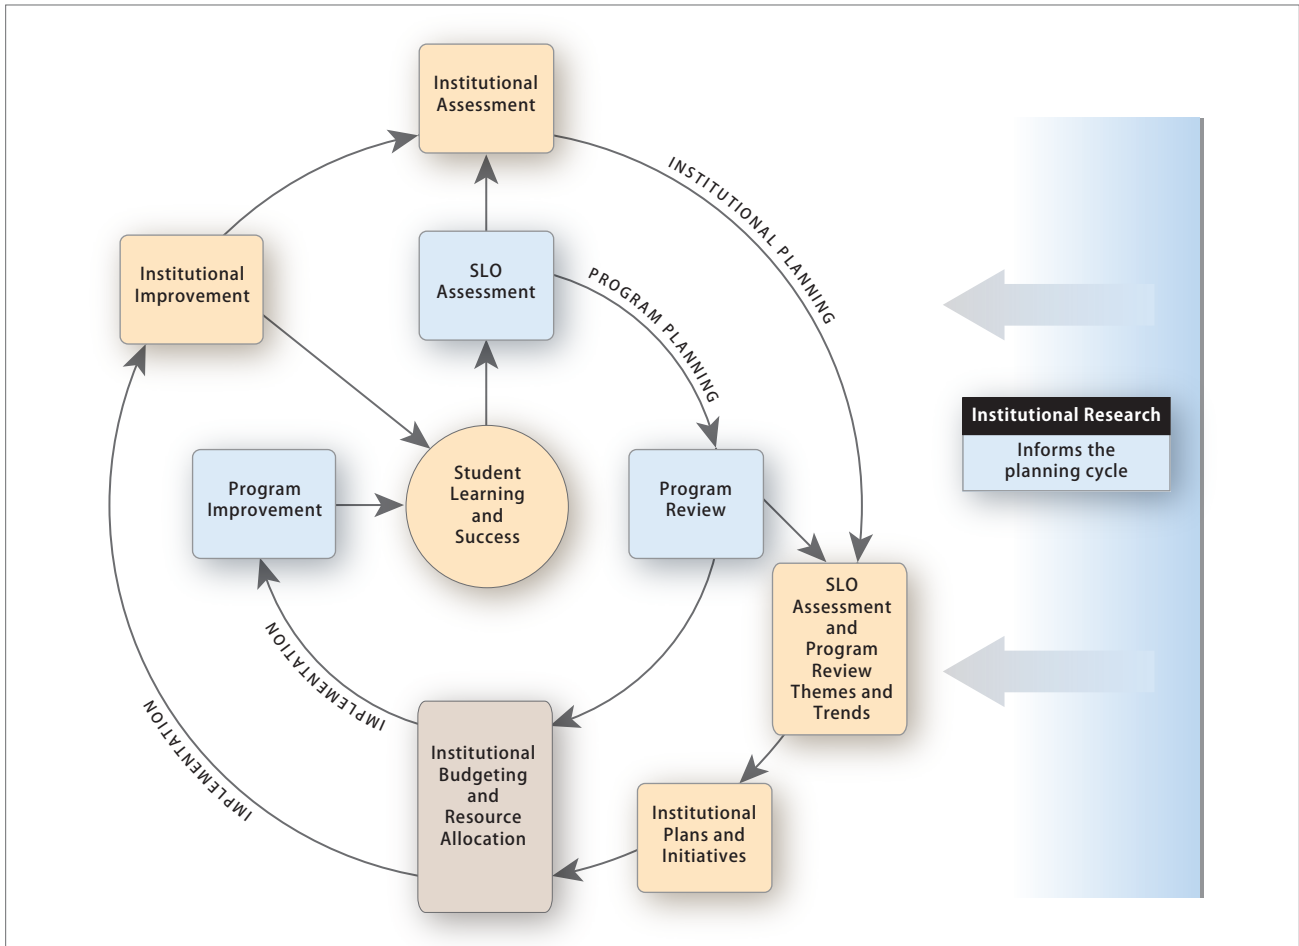 Institutional
Assessment
INSTITUTIONAL PLANNING
Institutional
Improvement
SLO
Assessment
PROGRAM PLANNING
Institutional Research
Informs the
planning cycle
Program
Improvement
Student
Learning
and
Success
Program
Review
SLO
Assessment
and
Program
Review
Themes and
Trends
IMPLEMENTATION
IMPLEMENTATION
Institutional
Budgeting
and
Resource
Allocation
Institutional
Plans and
Initiatives